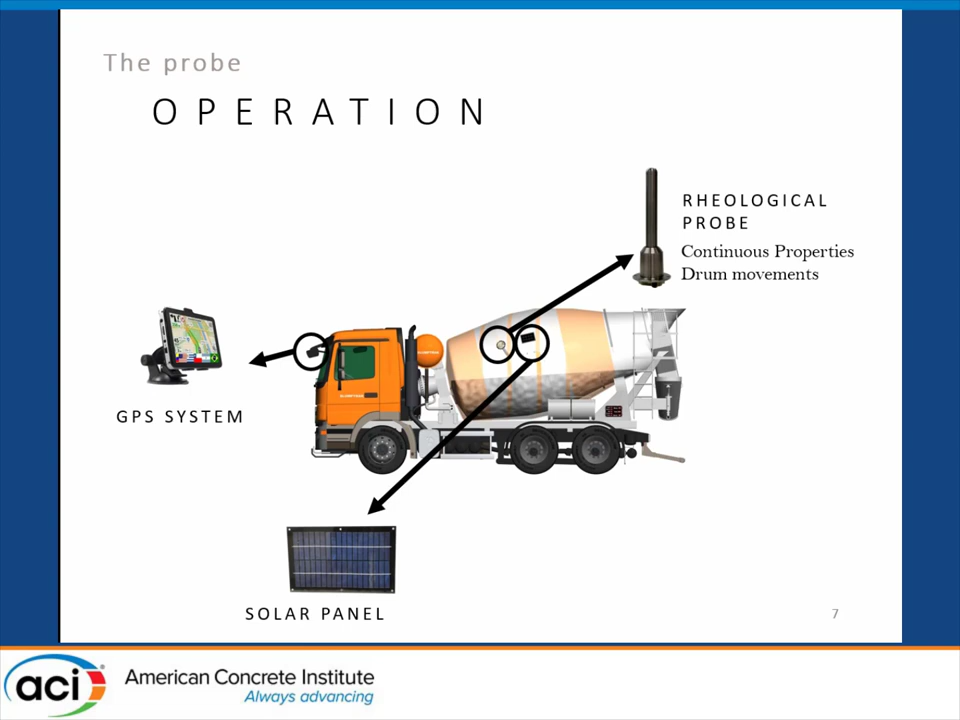 The probe
OPERATION
RHEOLOGICAL
PROBE
Continuous Properties
Drum movements
GPS SYSTEM
SOLAR PANEL
7
aci
American Concrete Institute
Always advancing